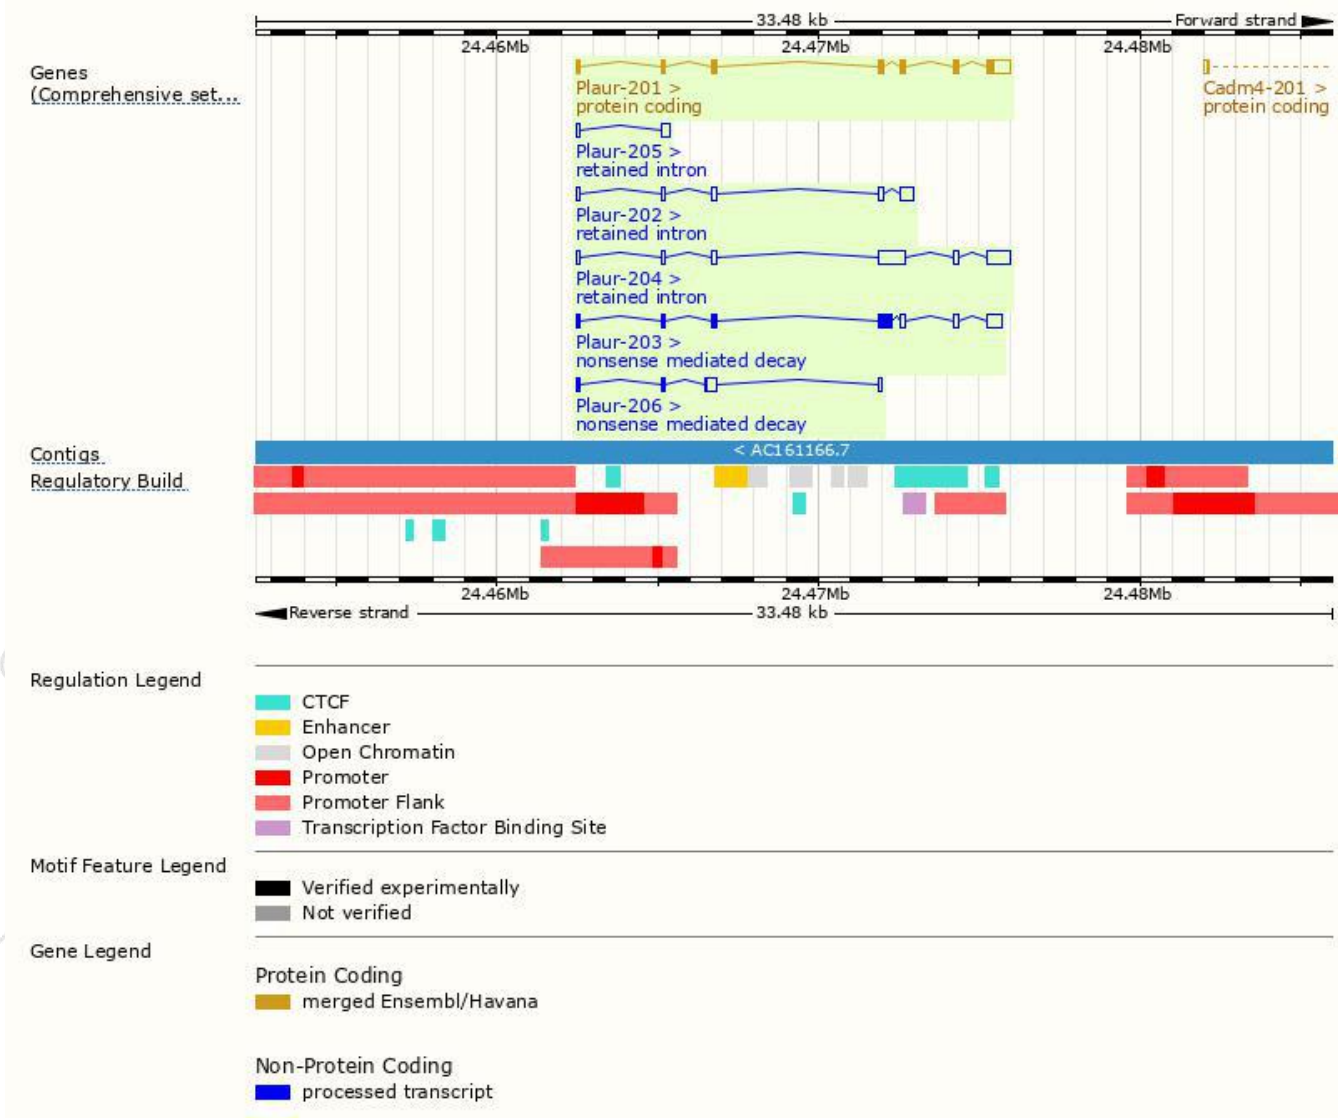 33.48 kb
Forward strand
24.46Mb 24.47Mb 24.48Mb
Genes
(Comprehensive set...
Plaur-201 >
protein coding
Cadm4-201 >
protein coding
Plaur-205 >
retained intron
Plaur-202 >
retained intron
Plaur-204 >
retained intron
Plaur-203 >
nonsense mediated decay
Plaur-206 >
nonsense mediated decay
Contigs
< AC161166.7
Regulatory Build
24.46Mb 24.47Mb 24.48Mb
Reverse strand
33.48 kb
Regulation Legend
CTCF
Enhancer
Open Chromatin
Promoter
Promoter Flank
Transcription Factor Binding Site
Motif Feature Legend
Verified experimentally
Not verified
Gene Legend
Protein Coding
merged Ensembl/Havana
Non-Protein Coding
processed transcript